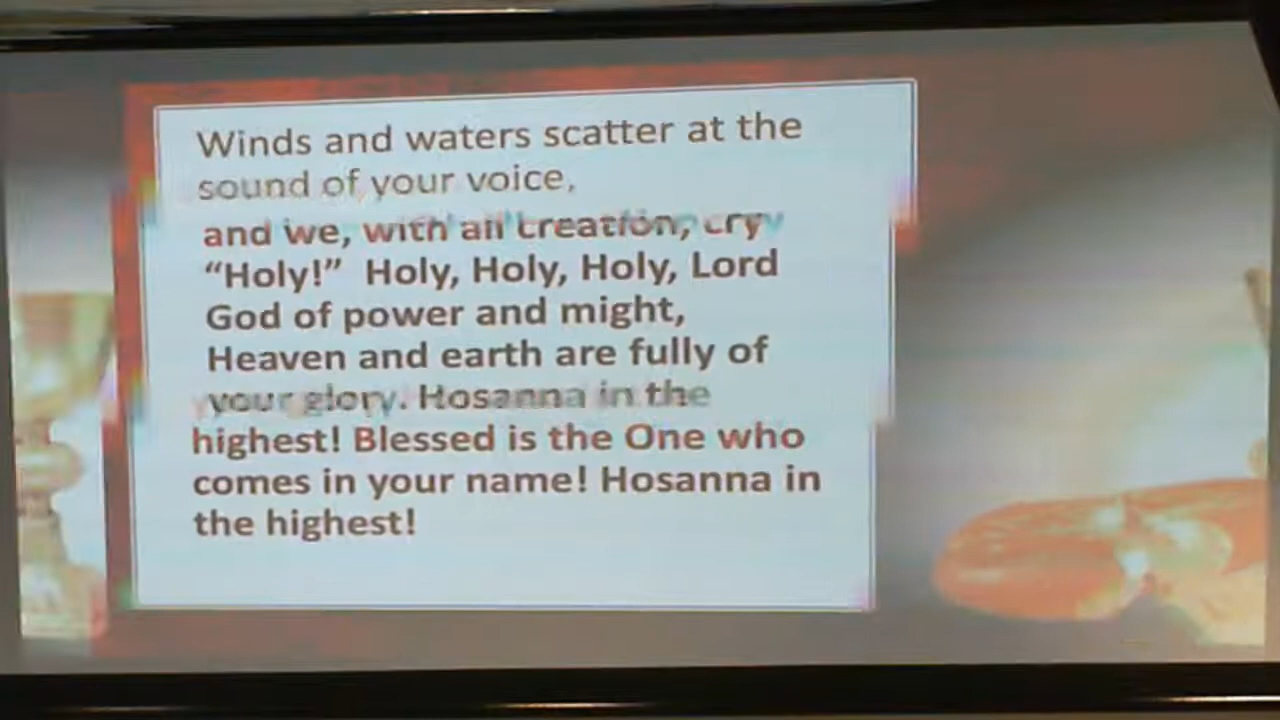 Winds and waters scatter at the
sound of your voice,
and we, with all creation, cry
“Holy!” Holy, Holy, Holy, Lord
God of power and might,
Heaven and earth are fully of
your glory. Hosanna in the
highest! Blessed is the One who
comes in your name! Hosanna in
the highest!